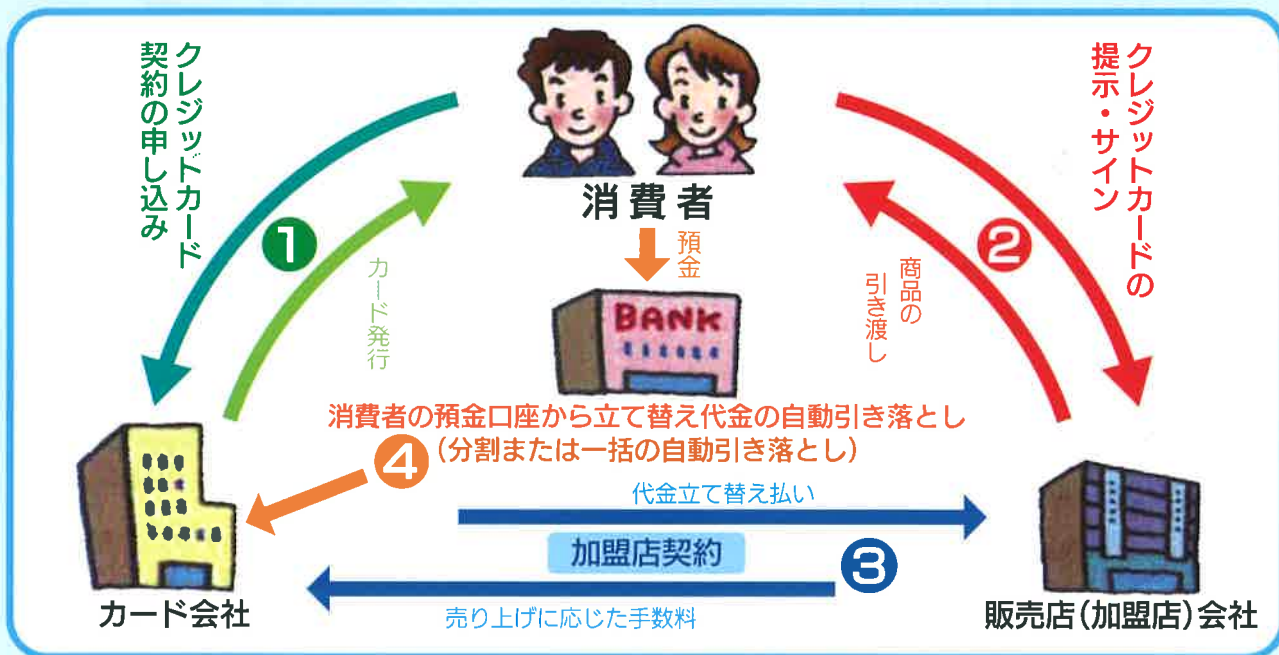 クレジットカード
契約の申し込み
❶
カード発行
消費者
預金
BANK
クレジットカードの
提示・サイン
❷
商品の
引き渡し
消費者の預金口座から立て替え代金の自動引き落とし
❹
(分割または一括の自動引き落とし)
代金立て替え払い
加盟店契約
❸
売り上げに応じた手数料
カード会社
販売店(加盟店)会社